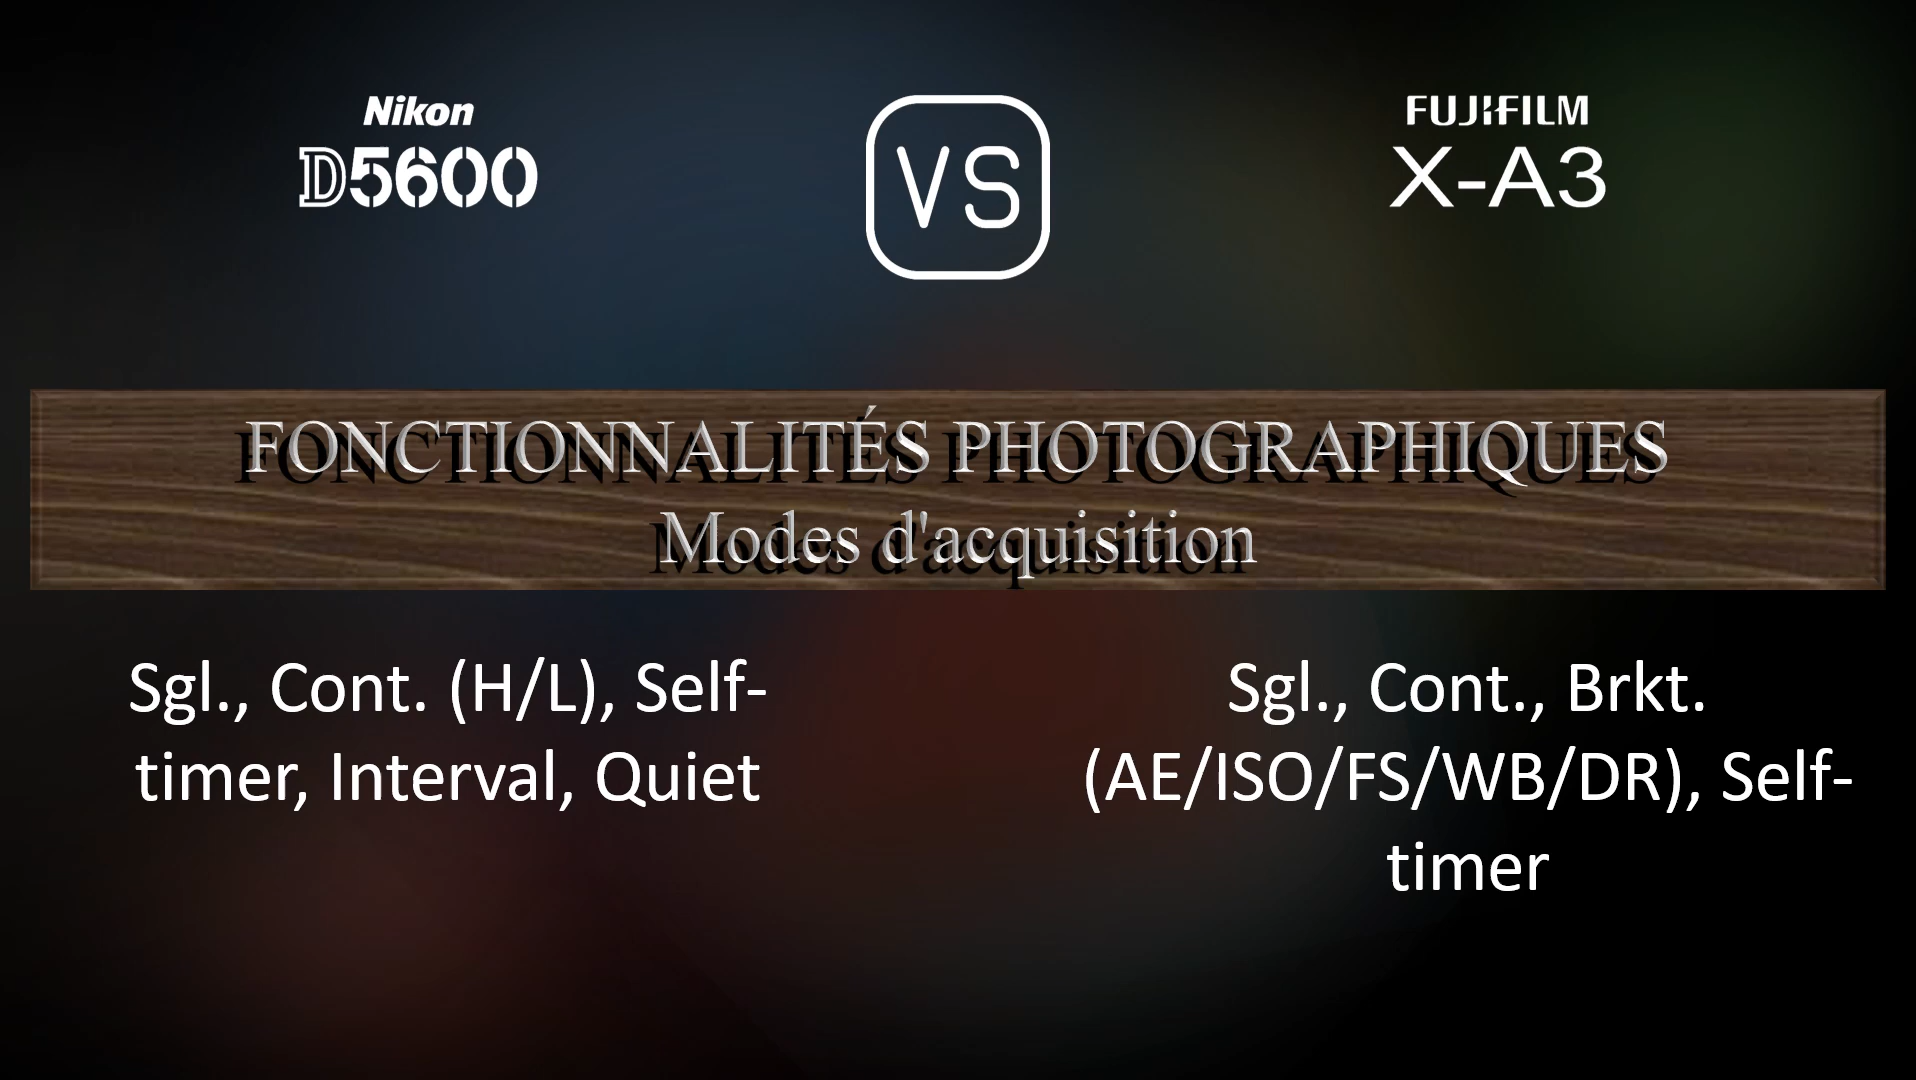 Nikon
D5600
VS
FUJIFILM
X-A3
FONCTIONNALITÉS PHOTOGRAPHIQUES
Modes d'acquisition
Sgl., Cont. (H/L), Self-
timer, Interval, Quiet
Sgl., Cont., Brkt.
(AE/ISO/FS/WB/DR), Self-
timer